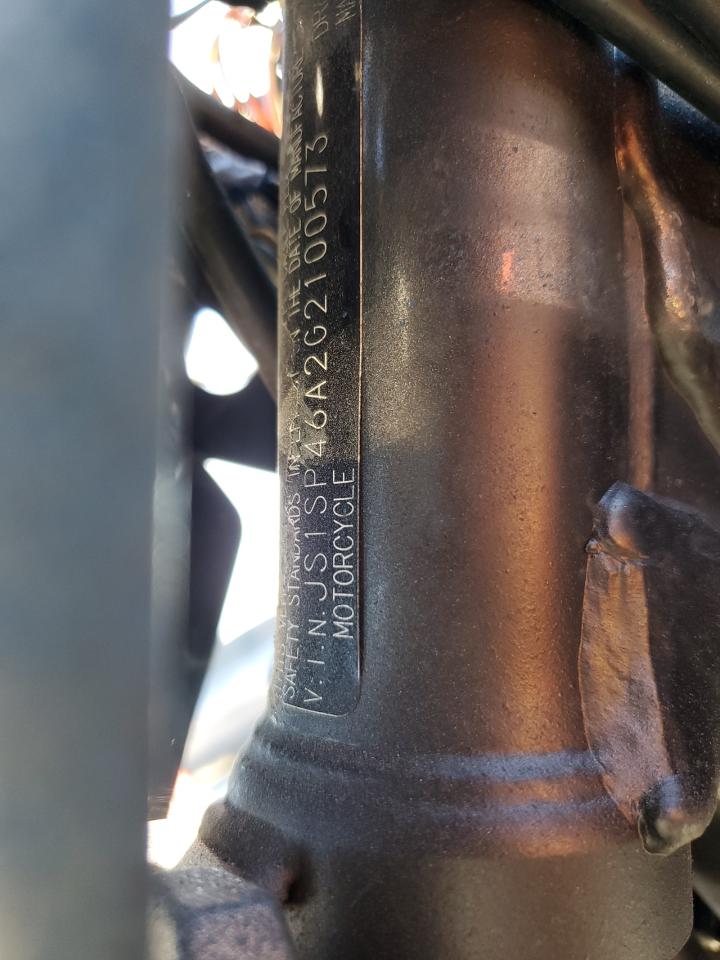 SAFETY STANDARDS IN EFFECT ON THE DATE OF MANUFACTURE
V.I.N. JS1SP46A2G2100573 -
MOTORCYCLE